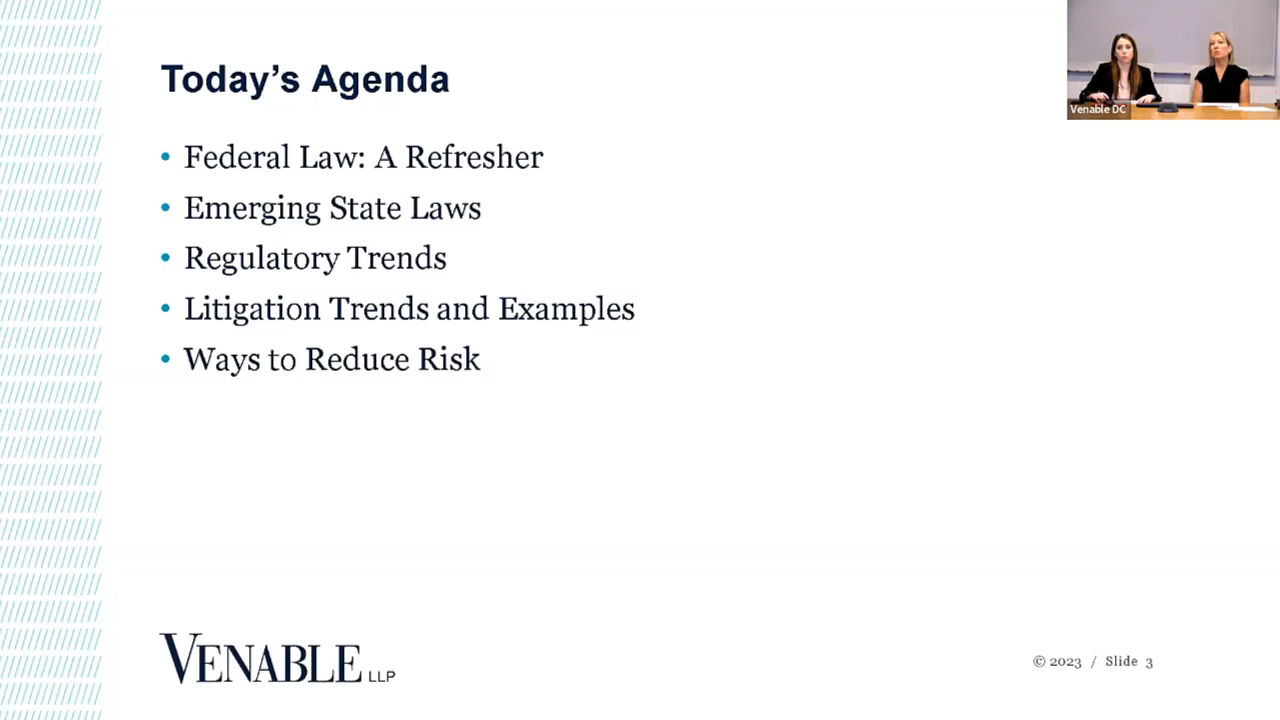 Today's Agenda
• Federal Law: A Refresher
• Emerging State Laws
• Regulatory Trends
• Litigation Trends and Examples
• Ways to Reduce Risk
Venable DC
VENABLE LLP
© 2023 / Slide 3